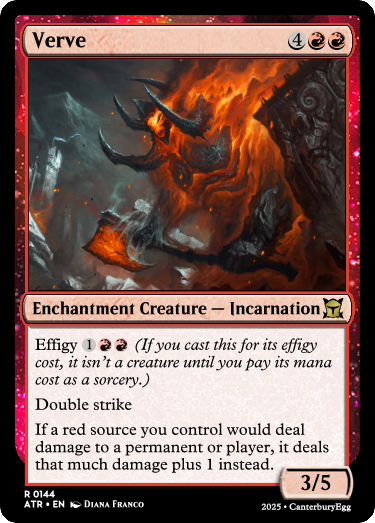 Verve 4
Enchantment Creature — Incarnation
Effigy 1 (If you cast this for its effigy
cost, it isn't a creature until you pay its mana
cost as a sorcery.)
Double strike
If a red source you control would deal
damage to a permanent or player, it deals
that much damage plus 1 instead.
3/5
R 0144
ATR • EN Diana Franco
2025 • CanterburyEgg